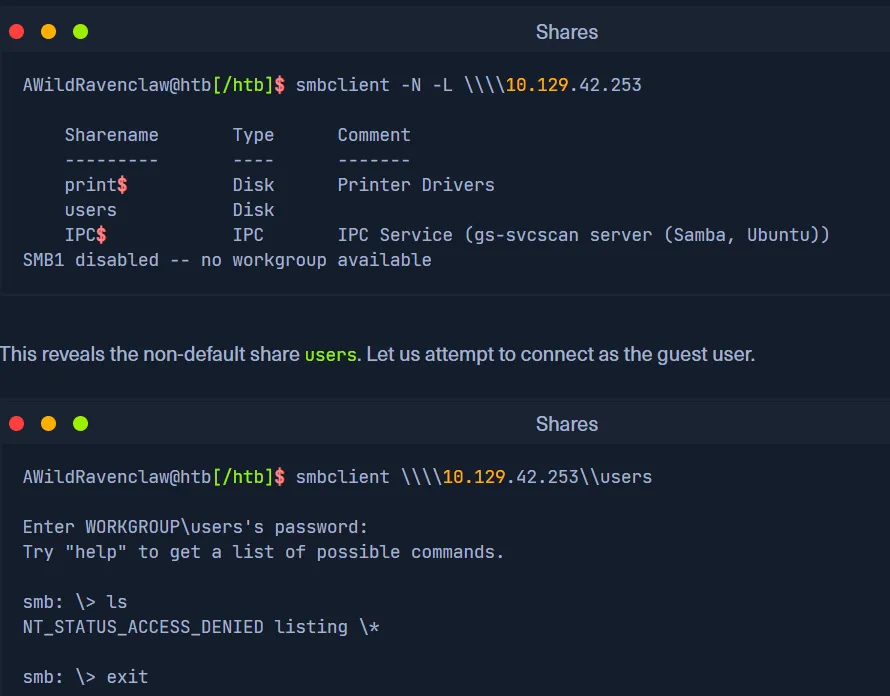 Shares
AWildRavenclaw@htb[/htb]$ smbclient -N -L \\\\10.129.42.253
Sharename Type Comment
--------- ---- -------
print$ Disk Printer Drivers
users Disk
IPC$ IPC IPC Service (gs-svcscan server (Samba, Ubuntu))
SMB1 disabled -- no workgroup available
This reveals the non-default share users. Let us attempt to connect as the guest user.
Shares
AWildRavenclaw@htb[/htb]$ smbclient \\\\10.129.42.253\\users
Enter WORKGROUP\users's password:
Try "help" to get a list of possible commands.
smb: \> ls
NT_STATUS_ACCESS_DENIED listing \*
smb: \> exit